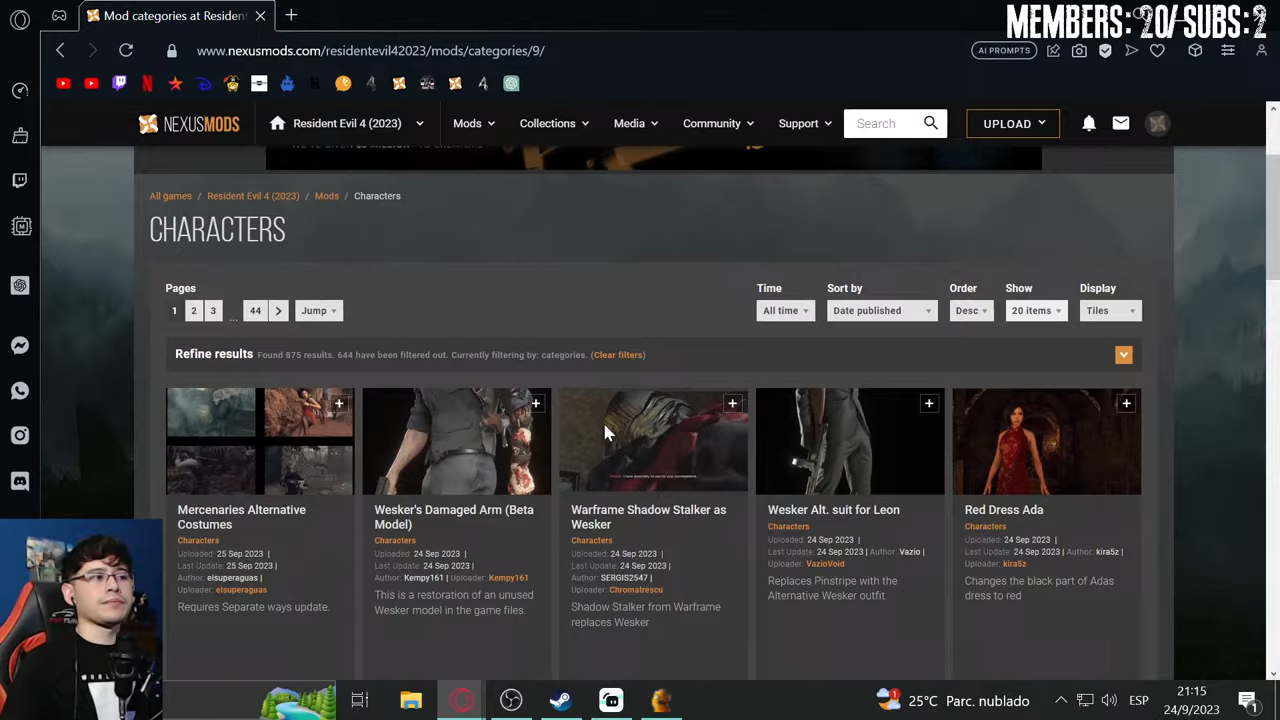 Mod categories at Residen
MEMBERS: 20/ SUBS: 2
www.nexusmods.com/residentevil42023/mods/categories/9/
AI PROMPTS
NEXUSMODS
Resident Evil 4 (2023)
Mods
Collections
Media
Community
Support
Search
UPLOAD
All games / Resident Evil 4 (2023) / Mods / Characters
CHARACTERS
Pages
Time
Sort by
Order
Show
Display
1 2 3 ... 44 > Jump
All time
Date published
Desc
20 items
Tiles
Refine results Found 875 results. 644 have been filtered out. Currently filtering by: categories. (Clear filters)
Mercenaries Alternative
Costumes
Characters
Uploaded: 25 Sep 2023 |
Last Update: 25 Sep 2023 |
Author: elsuperaguas |
Uploader: elsuperaguas
Requires Separate ways update.
Wesker's Damaged Arm (Beta
Model)
Characters
Uploaded: 24 Sep 2023 |
Last Update: 24 Sep 2023 |
Author: Kempy161 | Uploader: Kempy161
This is a restoration of an unused
Wesker model in the game files.
Warframe Shadow Stalker as
Wesker
Characters
Uploaded: 24 Sep 2023 |
Last Update: 24 Sep 2023 |
Author: SERGIS2547 |
Uploader: Chromatrescu
Shadow Stalker from Warframe
replaces Wesker
Wesker Alt. suit for Leon
Characters
Uploaded: 24 Sep 2023 |
Last Update: 24 Sep 2023 | Author: Vazio |
Uploader: VazioVoid
Replaces Pinstripe with the
Alternative Wesker outfit.
Red Dress Ada
Characters
Uploaded: 24 Sep 2023 |
Last Update: 24 Sep 2023 | Author: kira5z |
Uploader: kira5z
Changes the black part of Adas
dress to red
25°C Parc. nublado
ESP
21:15
24/9/2023